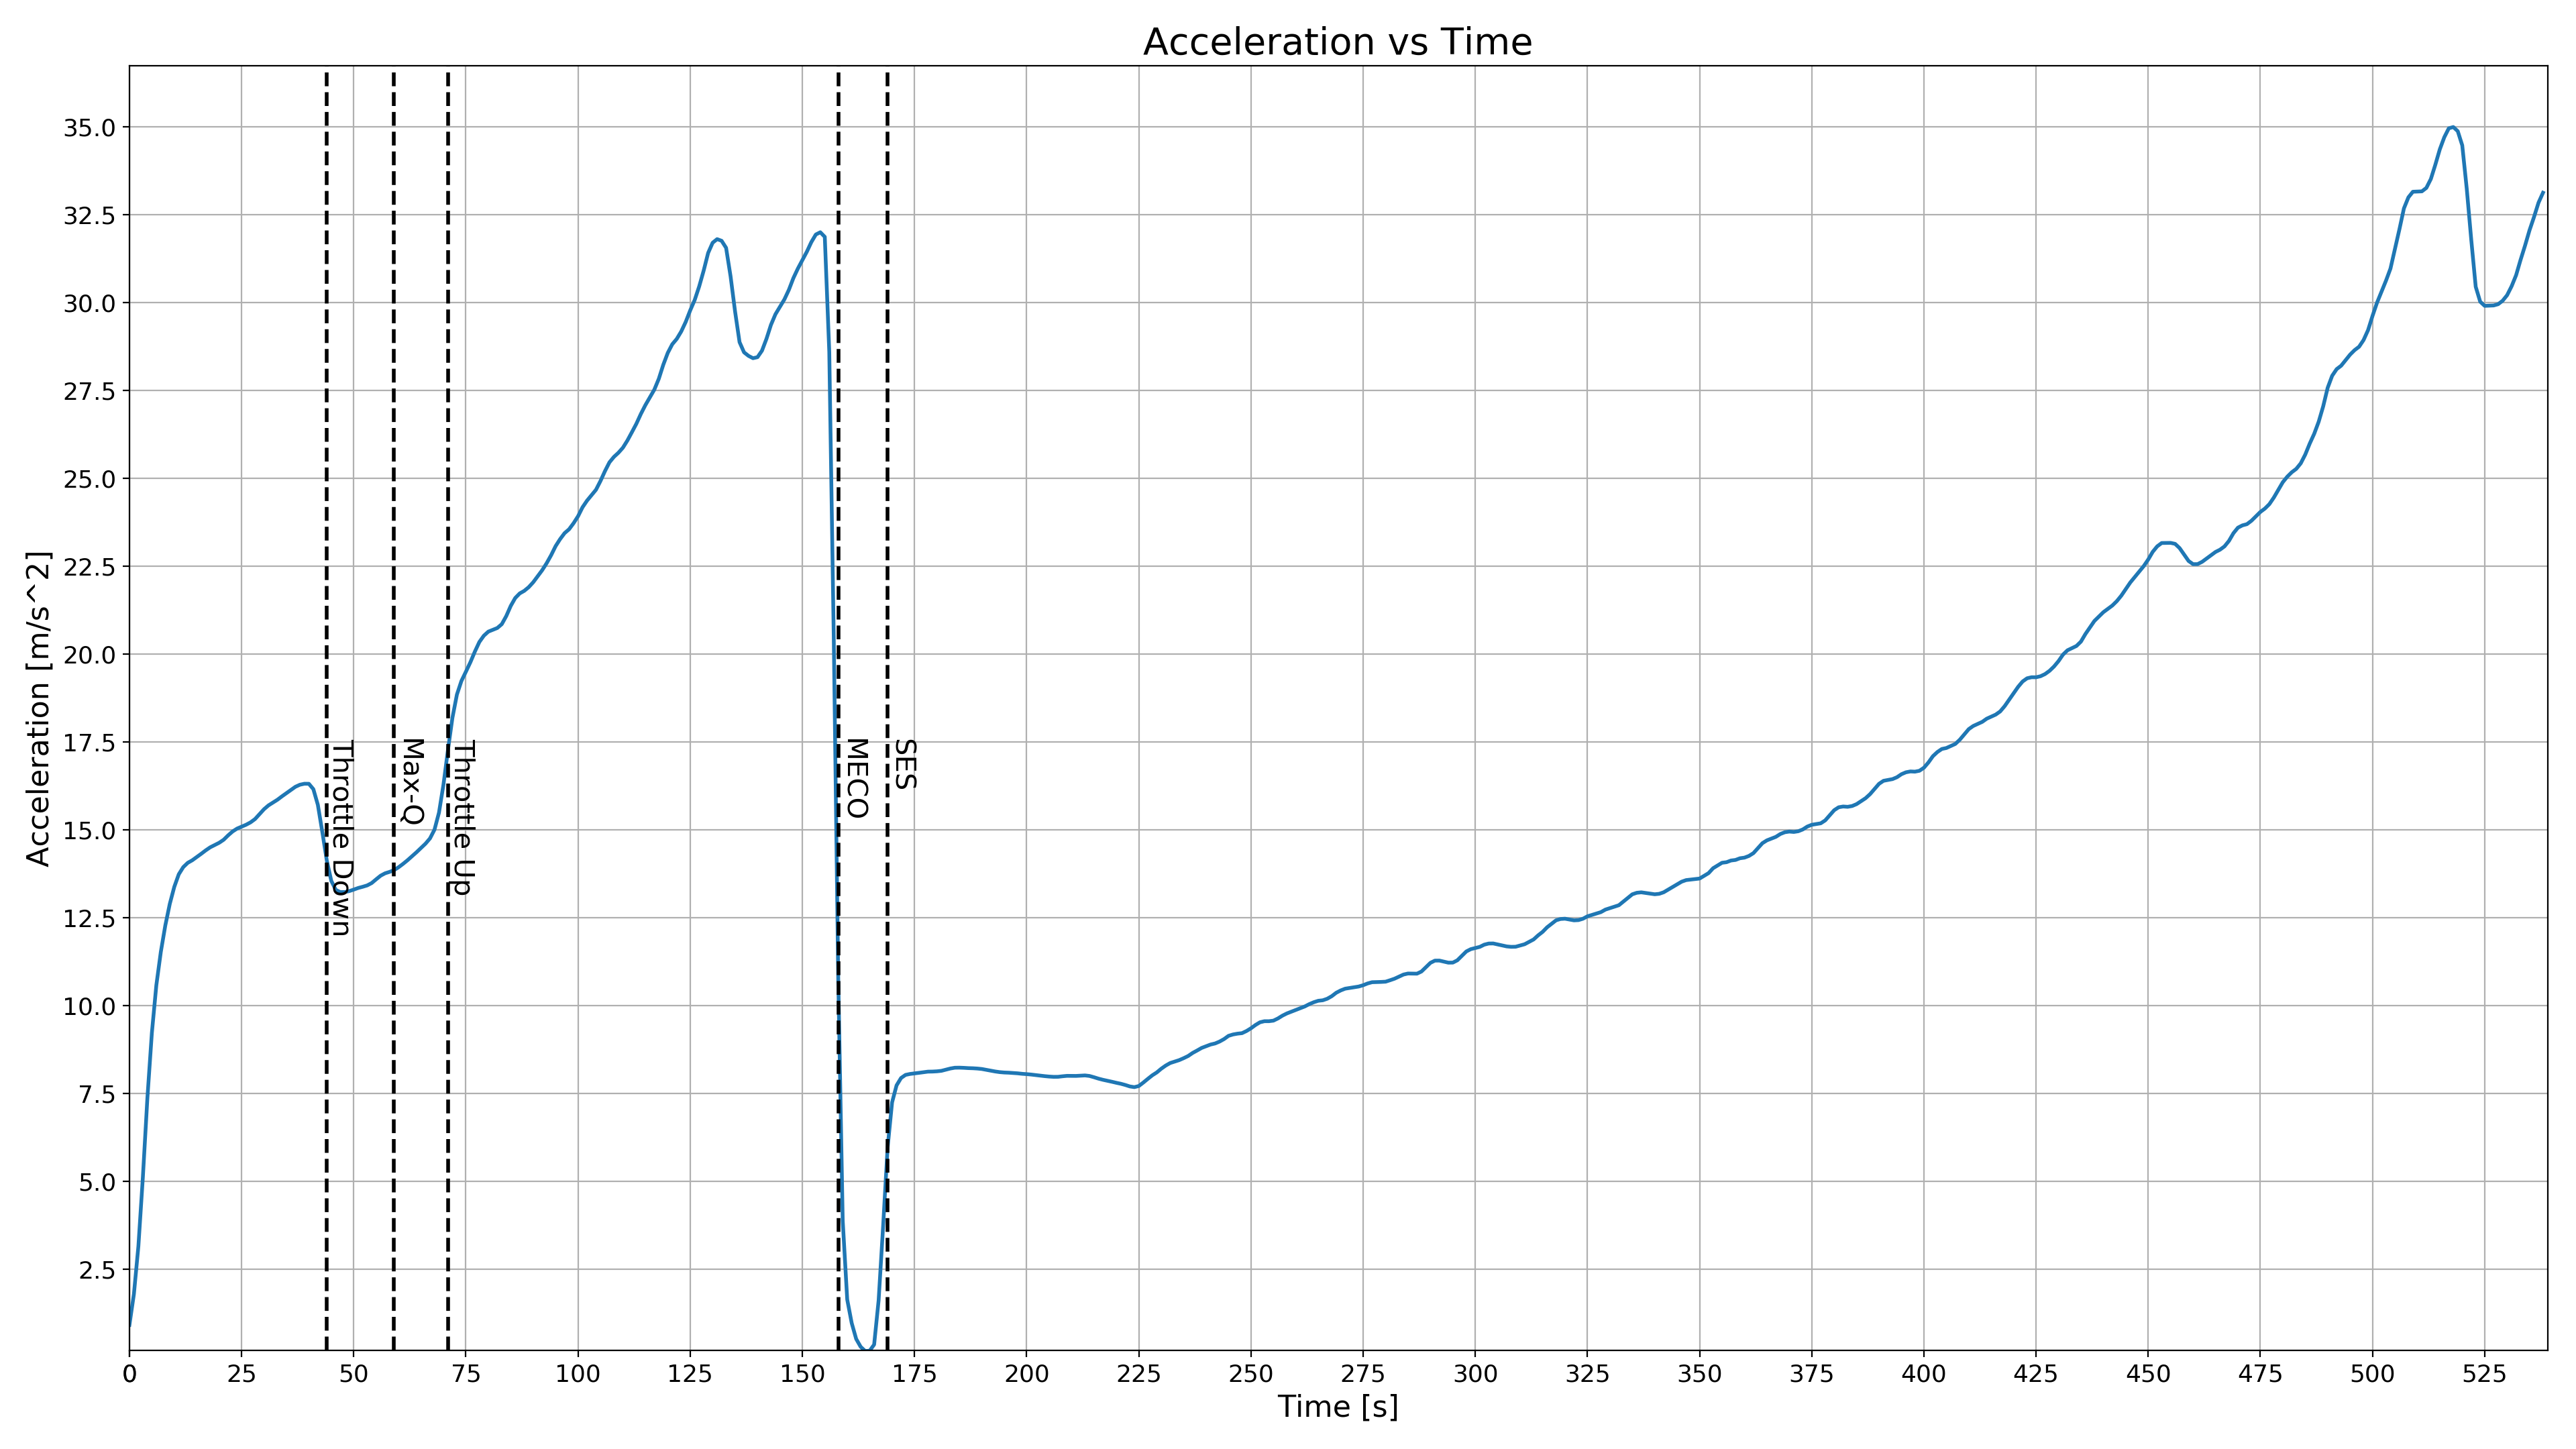 Acceleration vs Time
Acceleration [m/s^2]
35.0
32.5
30.0
27.5
25.0
22.5
20.0
17.5
15.0
12.5
10.0
7.5
5.0
2.5
Throttle Down
Max-Q
Throttle Up
MECO
SES
0 25 50 75 100 125 150 175 200 225 250 275 300 325 350 375 400 425 450 475 500 525
Time [s]